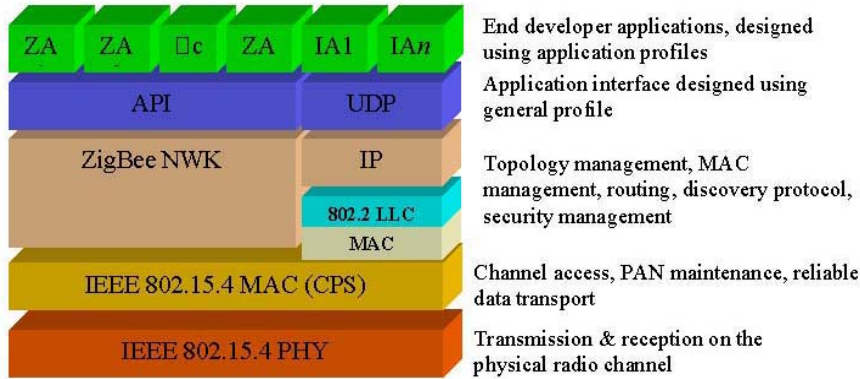 ZA ZA □c ZA IA1 IAn
End developer applications, designed
using application profiles
API UDP
Application interface designed using
general profile
ZigBee NWK IP
802.2 LLC
MAC
Topology management, MAC
management, routing, discovery protocol,
security management
IEEE 802.15.4 MAC (CPS)
Channel access, PAN maintenance, reliable
data transport
IEEE 802.15.4 PHY
Transmission & reception on the
physical radio channel